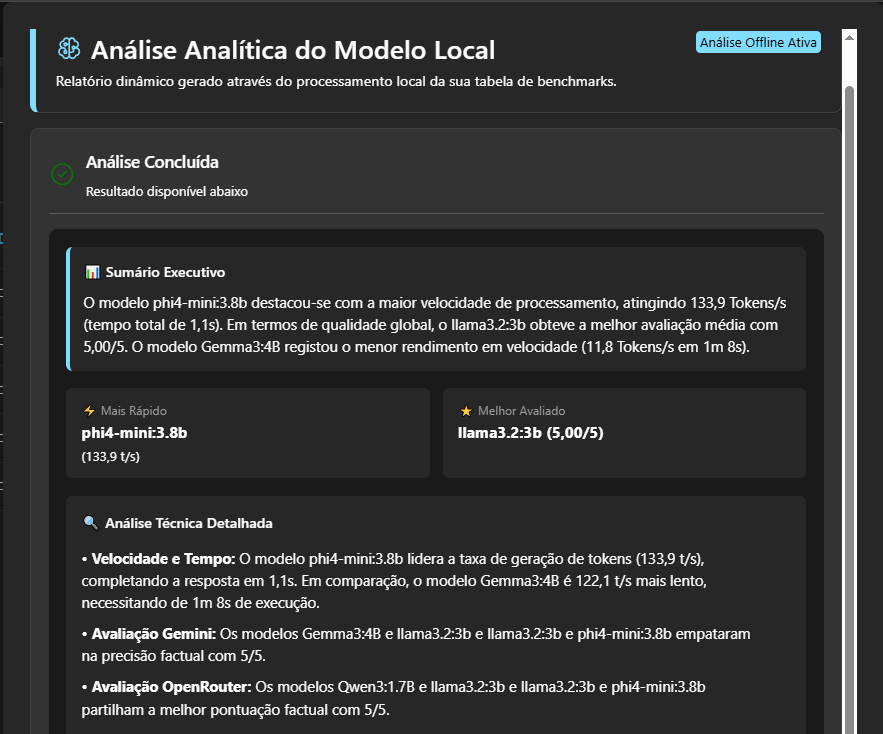 Análise Analítica do Modelo Local
Análise Offline Ativa
Relatório dinâmico gerado através do processamento local da sua tabela de benchmarks.
Análise Concluída
Resultado disponível abaixo
Sumário Executivo
O modelo phi4-mini:3.8b destacou-se com a maior velocidade de processamento, atingindo 133,9 Tokens/s
(tempo total de 1,1s). Em termos de qualidade global, o llama3.2:3b obteve a melhor avaliação média com
5,00/5. O modelo Gemma3:4B registou o menor rendimento em velocidade (11,8 Tokens/s em 1m 8s).
Mais Rápido
phi4-mini:3.8b
(133,9 t/s)
Melhor Avaliado
llama3.2:3b (5,00/5)
Análise Técnica Detalhada
• Velocidade e Tempo: O modelo phi4-mini:3.8b lidera a taxa de geração de tokens (133,9 t/s),
completando a resposta em 1,1s. Em comparação, o modelo Gemma3:4B é 122,1 t/s mais lento,
necessitando de 1m 8s de execução.
• Avaliação Gemini: Os modelos Gemma3:4B e llama3.2:3b e llama3.2:3b e phi4-mini:3.8b empataram
na precisão factual com 5/5.
• Avaliação OpenRouter: Os modelos Qwen3:1.7B e llama3.2:3b e llama3.2:3b e phi4-mini:3.8b
partilham a melhor pontuação factual com 5/5.